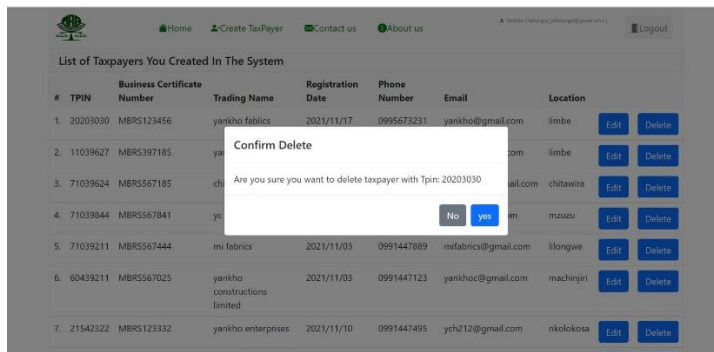 Home Create TaxPayer Contact us About us Logout
List of Taxpayers You Created In The System
# TPIN Business Certificate Number Trading Name Registration Date Phone Number Email Location
1. 20203030 MBRS123456 yankho fablics 2021/11/17 0995673231 yankho@gmail.com limbe Edit Delete
Confirm Delete
2. 11039627 MBRS397185 limbe Edit Delete
Are you sure you want to delete taxpayer with Tpin: 20203030
3. 71039624 MBRS567185 chitawira Edit Delete
No yes
4. 71039844 MBRS567841 mzuzu Edit Delete
5. 71039211 MBRS567444 mi fabrics 2021/11/03 0991447889 mifabrics@gmail.com lilongwe Edit Delete
6. 60439211 MBRS567025 yankho constructions limited 2021/11/03 0991447123 yankhoc@gmail.com machinjiri Edit Delete
7. 21542322 MBRS123332 yankho enterprises 2021/11/10 0991447495 ych212@gmail.com nkolokosa Edit Delete